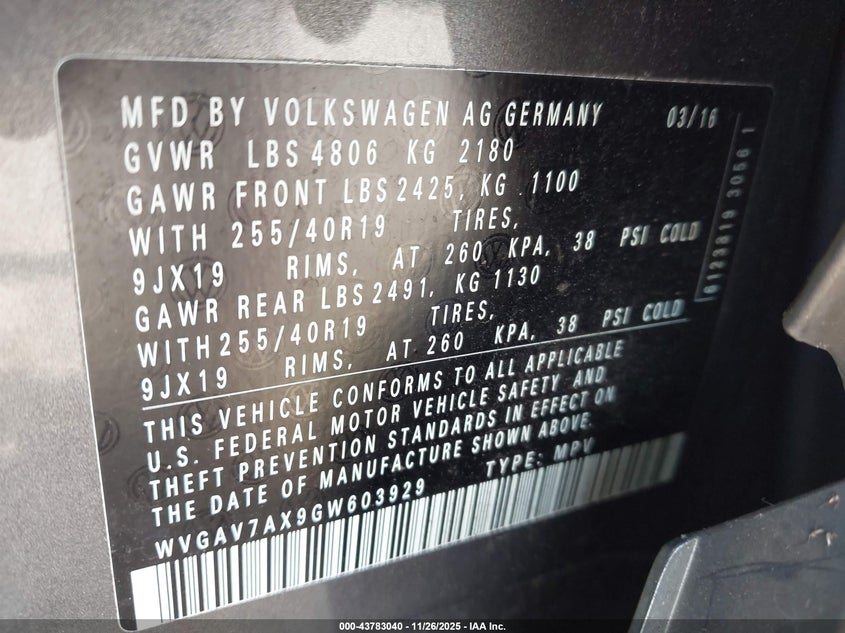 MFD BY VOLKSWAGEN AG GERMANY 03/16
GVWR LBS 4806 KG 2180
GAWR FRONT LBS 2425, KG 1100
WITH 255/40R19 TIRES,
9JX19 RIMS, AT 260 KPA, 38 PSI COLD
GAWR REAR LBS 2491, KG 1130
WITH 255/40R19 TIRES,
9JX19 RIMS, AT 260 KPA, 38 PSI COLD
THIS VEHICLE CONFORMS TO ALL APPLICABLE
U.S. FEDERAL MOTOR VEHICLE SAFETY AND
THEFT PREVENTION STANDARDS IN EFFECT ON
THE DATE OF MANUFACTURE SHOWN ABOVE.
WVGAV7AX9GW603929 TYPE: MPV
000-43783040 - 11/26/2025 - IAA Inc.